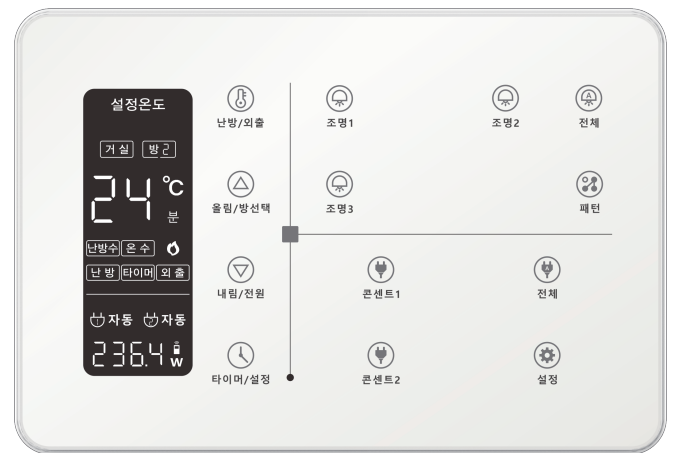 설정온도
거실 방2
24℃
분
난방수 온수
난방 타이머 외출
1 자동 2 자동
236.4 W
난방/외출
올림/방선택
내림/전원
타이머/설정
조명1 조명2 A 전체
조명3 패턴
콘센트1 A 전체
콘센트2 설정